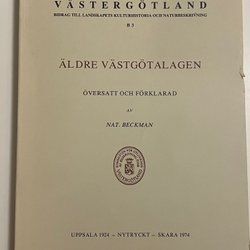 VÄSTERGÖTLAND
BIDRAG TILL LANDSKAPETS KULTURHISTORIA OCH NATURBESKRIVNING
B 3
ÄLDRE VÄSTGÖTALAGEN
ÖVERSATT OCH FÖRKLARAD
AV
NAT. BECKMAN
UPPSALA 1924 – NYTRYCKT – SKARA 1974